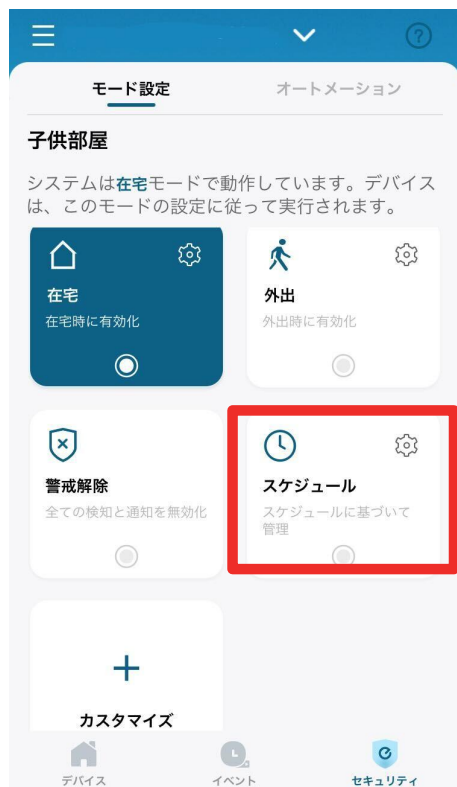 モード設定
オートメーション
子供部屋
システムは在宅モードで動作しています。デバイス
は、このモードの設定に従って実行されます。
在宅
在宅時に有効化
外出
外出時に有効化
警戒解除
全ての検知と通知を無効化
スケジュール
スケジュールに基づいて
管理
カスタマイズ
デバイス
イベント
セキュリティ